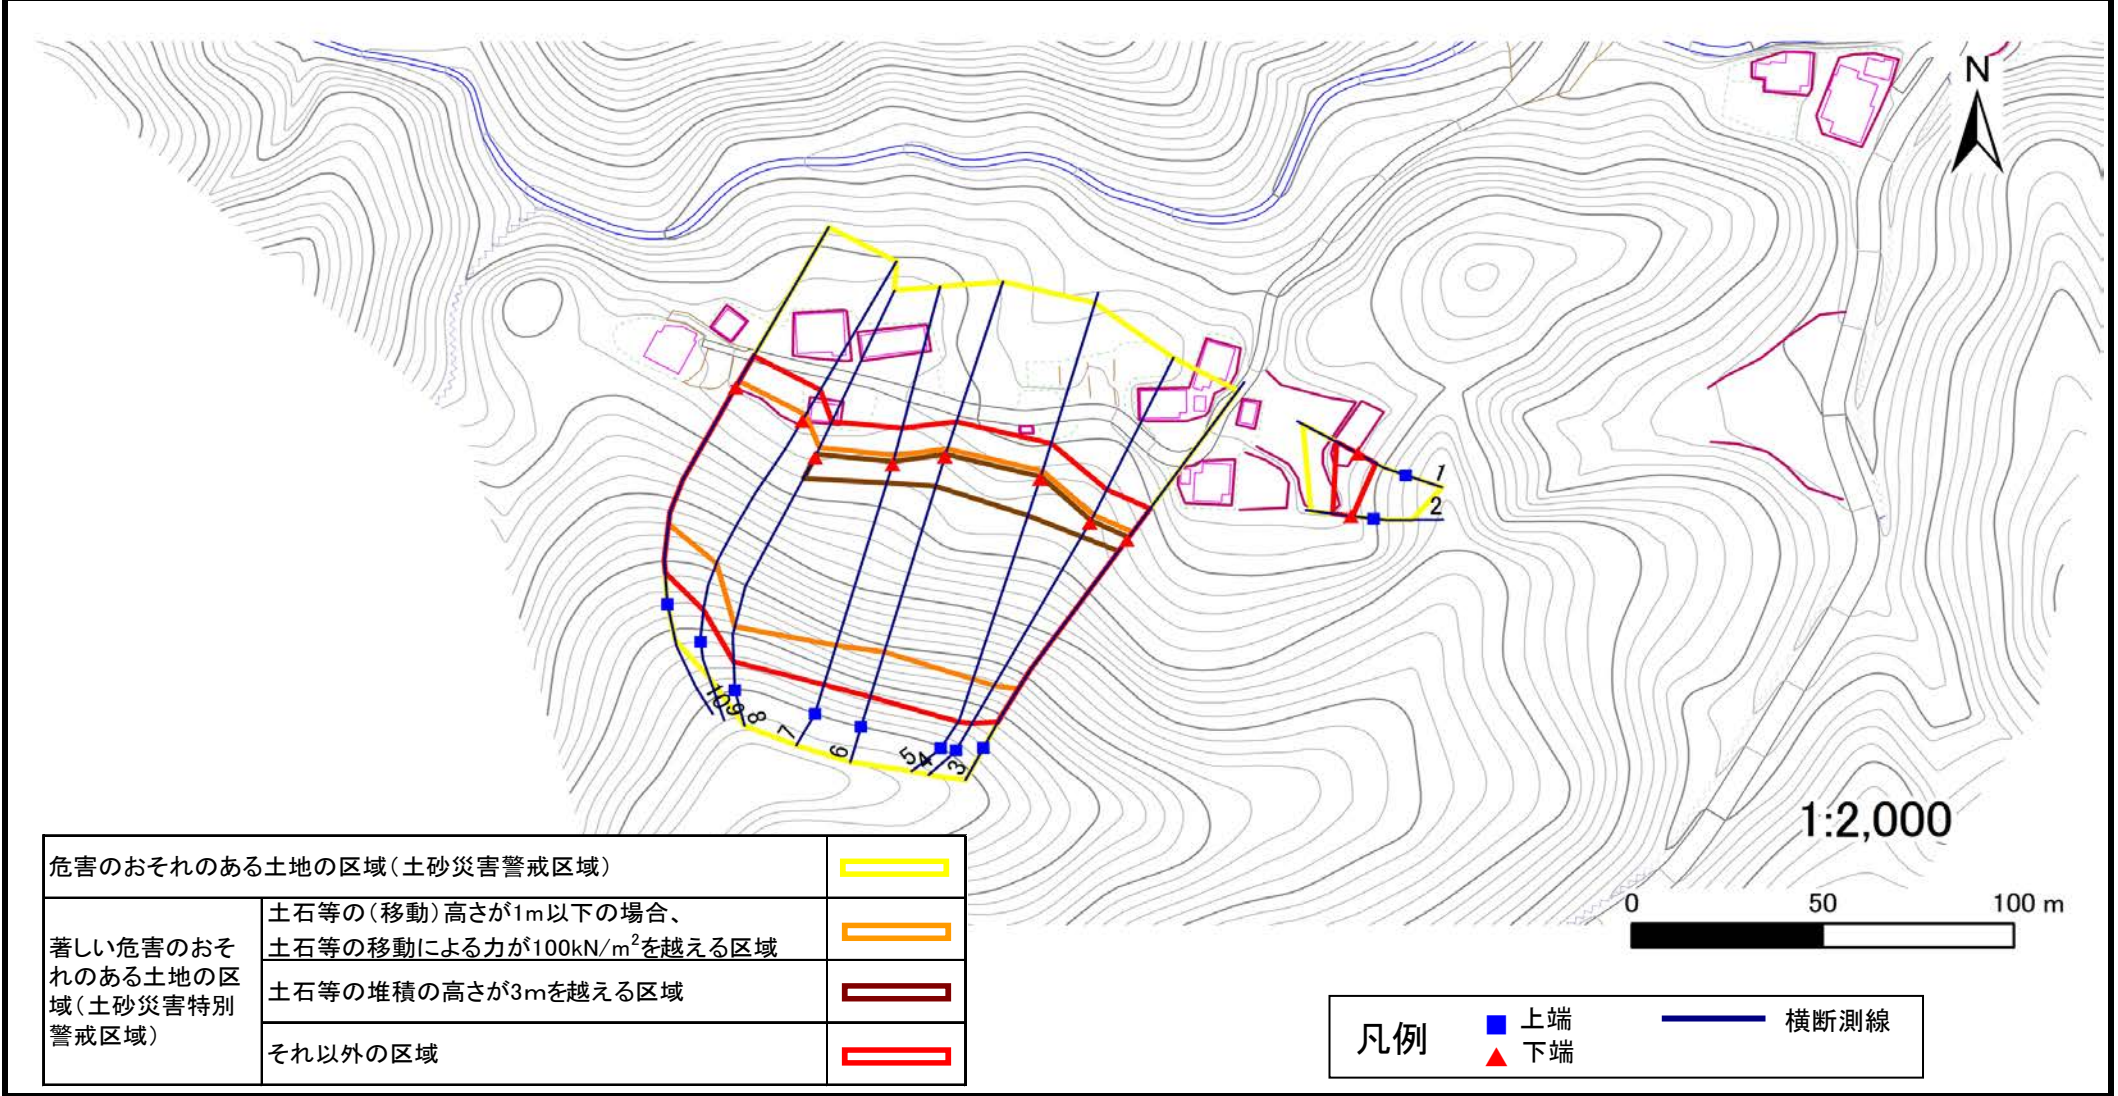 N
1
2
10
9
8
7
6
5
4
3
1:2,000
0 50 100 m
危害のおそれのある土地の区域(土砂災害警戒区域)
著しい危害のおそ
れのある土地の区
域(土砂災害特別
警戒区域)
土石等の(移動)高さが1m以下の場合、
土石等の移動による力が100kN/m²を越える区域
土石等の堆積の高さが3mを越える区域
それ以外の区域
凡例
上端
下端
横断測線